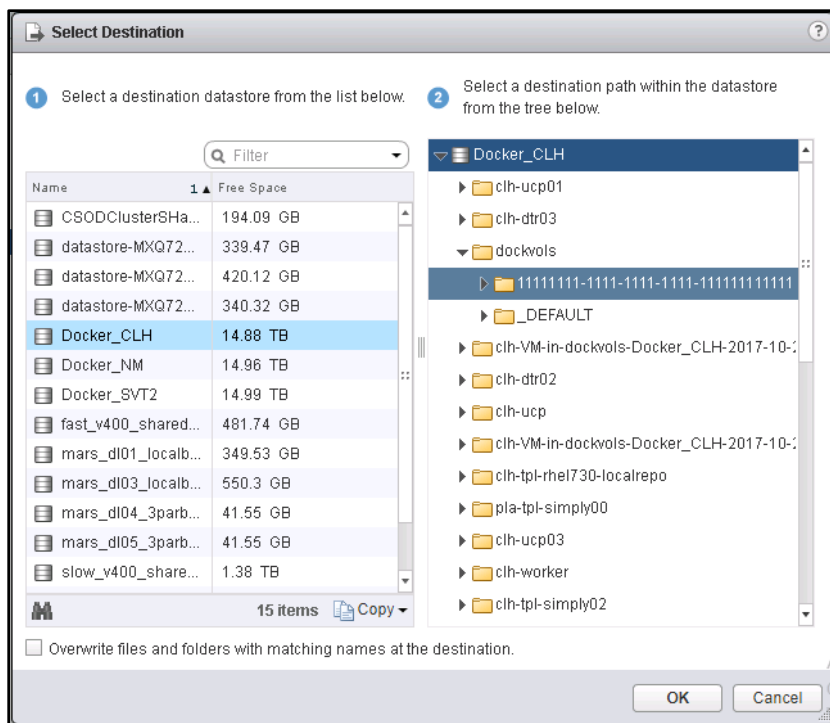 Select Destination
?
1 Select a destination datastore from the list below.
2 Select a destination path within the datastore
from the tree below.
Filter
Name 1 Free Space
CSODClusterSHa... 194.09 GB
datastore-MXQ72... 339.47 GB
datastore-MXQ72... 420.12 GB
datastore-MXQ72... 340.32 GB
Docker_CLH 14.88 TB
Docker_NM 14.96 TB
Docker_SVT2 14.99 TB
fast_v400_shared... 481.74 GB
mars_dl01_localb... 349.53 GB
mars_dl03_localb... 550.3 GB
mars_dl04_3parb... 41.55 GB
mars_dl05_3parb... 41.55 GB
slow_v400_share... 1.38 TB
15 items Copy
Docker_CLH
clh-ucp01
clh-dtr03
dockvols
11111111-1111-1111-1111-111111111111
_DEFAULT
clh-VM-in-dockvols-Docker_CLH-2017-10-2
clh-dtr02
clh-ucp
clh-VM-in-dockvols-Docker_CLH-2017-10-2
clh-tpl-rhel730-localrepo
pla-tpl-simply00
clh-ucp03
clh-worker
clh-tpl-simply02
Overwrite files and folders with matching names at the destination.
OK Cancel